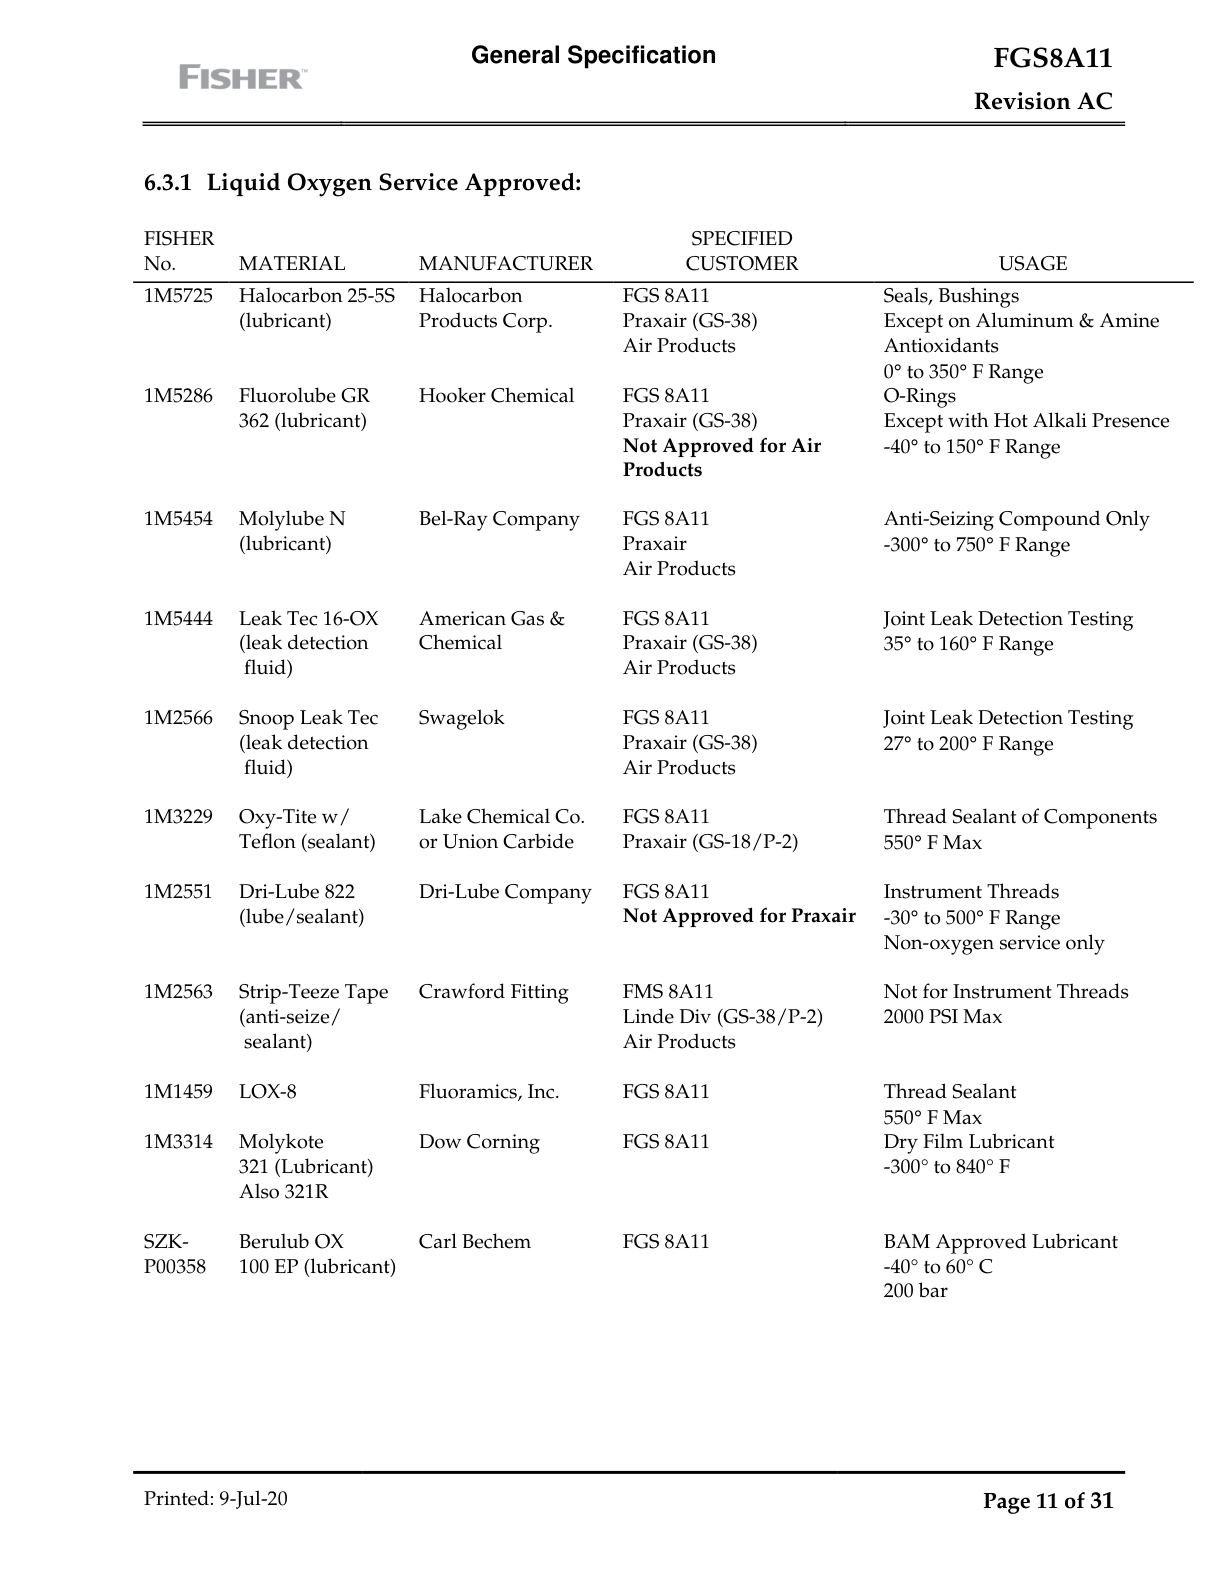 General Specification
FISHER™
FGS8A11
Revision AC
6.3.1 Liquid Oxygen Service Approved:
FISHER No. MATERIAL MANUFACTURER SPECIFIED CUSTOMER USAGE
1M5725 Halocarbon 25-5S Halocarbon FGS 8A11 Seals, Bushings
(lubricant) Products Corp. Praxair (GS-38) Except on Aluminum & Amine
Air Products Antioxidants
0° to 350° F Range
1M5286 Fluorolube GR Hooker Chemical FGS 8A11 O-Rings
362 (lubricant) Praxair (GS-38) Except with Hot Alkali Presence
Not Approved for Air -40° to 150° F Range
Products
1M5454 Molylube N Bel-Ray Company FGS 8A11 Anti-Seizing Compound Only
(lubricant) Praxair -300° to 750° F Range
Air Products
1M5444 Leak Tec 16-OX American Gas & FGS 8A11 Joint Leak Detection Testing
(leak detection Chemical Praxair (GS-38) 35° to 160° F Range
fluid) Air Products
1M2566 Snoop Leak Tec Swagelok FGS 8A11 Joint Leak Detection Testing
(leak detection Praxair (GS-38) 27° to 200° F Range
fluid) Air Products
1M3229 Oxy-Tite w/ Lake Chemical Co. FGS 8A11 Thread Sealant of Components
Teflon (sealant) or Union Carbide Praxair (GS-18/P-2) 550° F Max
1M2551 Dri-Lube 822 Dri-Lube Company FGS 8A11 Instrument Threads
(lube/sealant) Not Approved for Praxair -30° to 500° F Range
Non-oxygen service only
1M2563 Strip-Teeze Tape Crawford Fitting FMS 8A11 Not for Instrument Threads
(anti-seize/ Linde Div (GS-38/P-2) 2000 PSI Max
sealant) Air Products
1M1459 LOX-8 Fluoramics, Inc. FGS 8A11 Thread Sealant
550° F Max
1M3314 Molykote Dow Corning FGS 8A11 Dry Film Lubricant
321 (Lubricant) -300° to 840° F
Also 321R
SZK- Berulub OX Carl Bechem FGS 8A11 BAM Approved Lubricant
P00358 100 EP (lubricant) -40° to 60° C
200 bar
Printed: 9-Jul-20 Page 11 of 31